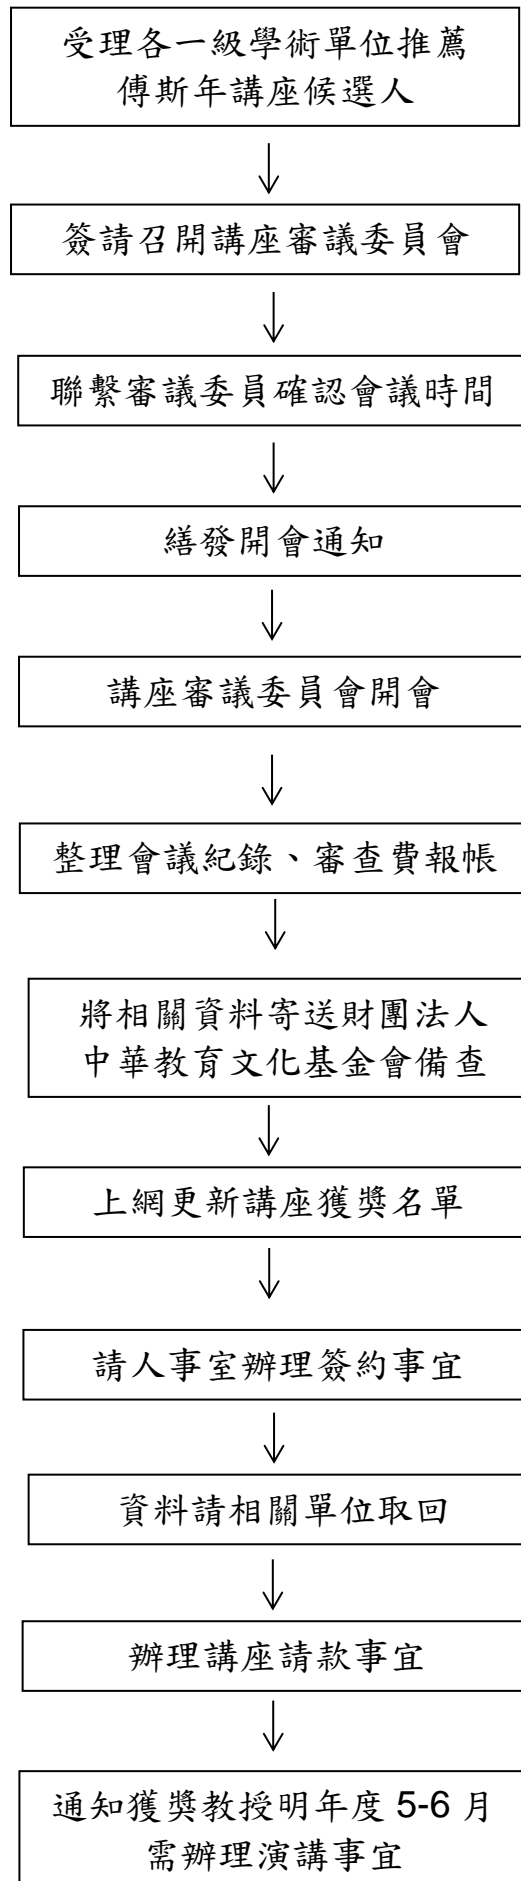 受理各一級學術單位推薦
傅斯年講座候選人
簽請召開講座審議委員會
聯繫審議委員確認會議時間
繕發開會通知
講座審議委員會開會
整理會議紀錄、審查費報帳
將相關資料寄送財團法人
中華教育文化基金會備查
上網更新講座獲獎名單
請人事室辦理簽約事宜
資料請相關單位取回
辦理講座請款事宜
通知獲獎教授明年度 5-6 月
需辦理演講事宜